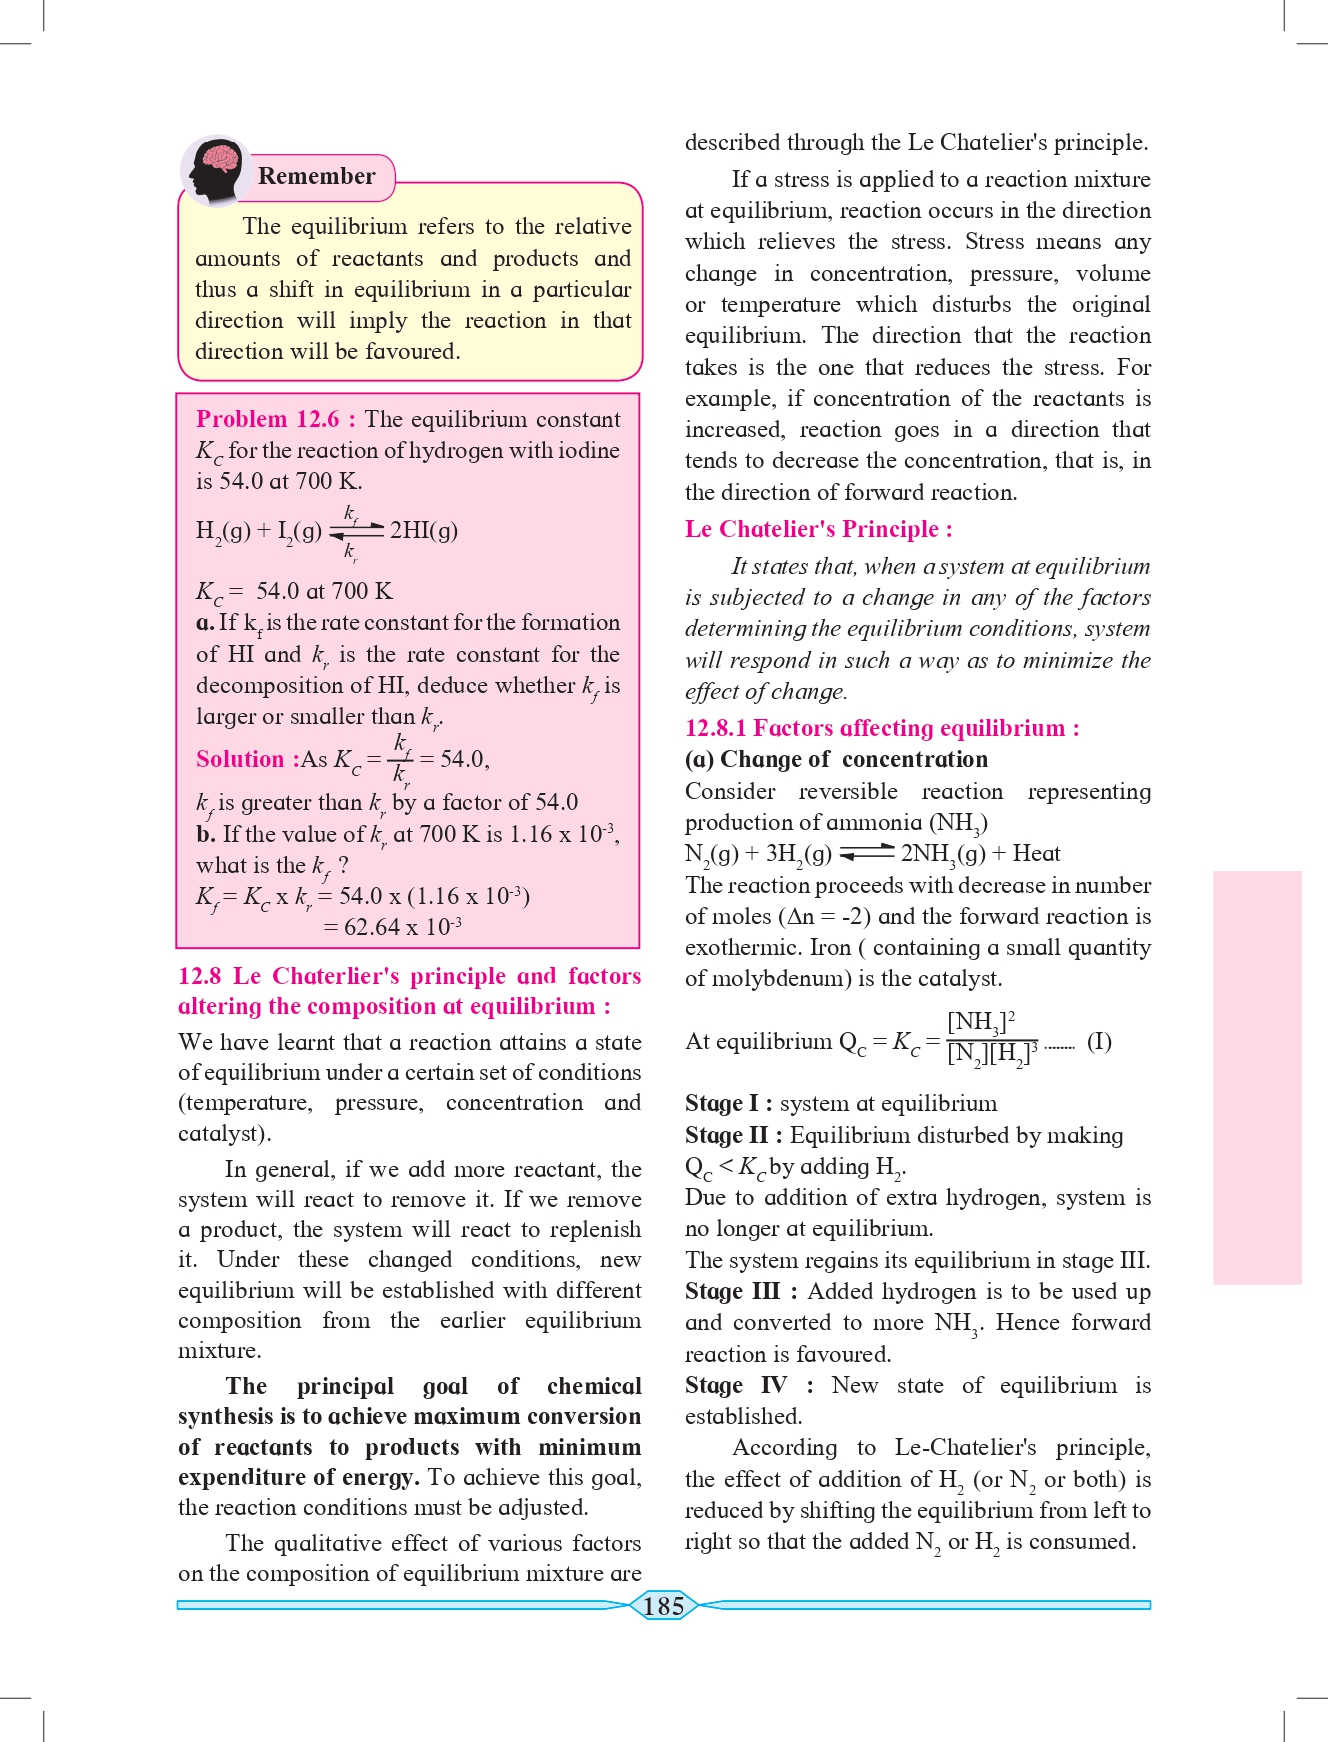 Remember
The equilibrium refers to the relative
amounts of reactants and products and
thus a shift in equilibrium in a particular
direction will imply the reaction in that
direction will be favoured.
Problem 12.6 : The equilibrium constant
K_C for the reaction of hydrogen with iodine
is 54.0 at 700 K.
H₂(g) + I₂(g) ⇌ 2HI(g)
k_f
k_r
K_C = 54.0 at 700 K
a. If k_f is the rate constant for the formation
of HI and k_r is the rate constant for the
decomposition of HI, deduce whether k_f is
larger or smaller than k_r.
Solution :As K_C = k_f / k_r = 54.0,
k_f is greater than k_r by a factor of 54.0
b. If the value of k_r at 700 K is 1.16 x 10⁻³,
what is the k_f ?
K_f = K_C x k_r = 54.0 x (1.16 x 10⁻³)
= 62.64 x 10⁻³
12.8 Le Chaterlier's principle and factors
altering the composition at equilibrium :
We have learnt that a reaction attains a state
of equilibrium under a certain set of conditions
(temperature, pressure, concentration and
catalyst).
In general, if we add more reactant, the
system will react to remove it. If we remove
a product, the system will react to replenish
it. Under these changed conditions, new
equilibrium will be established with different
composition from the earlier equilibrium
mixture.
The principal goal of chemical
synthesis is to achieve maximum conversion
of reactants to products with minimum
expenditure of energy. To achieve this goal,
the reaction conditions must be adjusted.
The qualitative effect of various factors
on the composition of equilibrium mixture are
described through the Le Chatelier's principle.
If a stress is applied to a reaction mixture
at equilibrium, reaction occurs in the direction
which relieves the stress. Stress means any
change in concentration, pressure, volume
or temperature which disturbs the original
equilibrium. The direction that the reaction
takes is the one that reduces the stress. For
example, if concentration of the reactants is
increased, reaction goes in a direction that
tends to decrease the concentration, that is, in
the direction of forward reaction.
Le Chatelier's Principle :
It states that, when a system at equilibrium
is subjected to a change in any of the factors
determining the equilibrium conditions, system
will respond in such a way as to minimize the
effect of change.
12.8.1 Factors affecting equilibrium :
(a) Change of concentration
Consider reversible reaction representing
production of ammonia (NH₃)
N₂(g) + 3H₂(g) ⇌ 2NH₃(g) + Heat
The reaction proceeds with decrease in number
of moles (Δn = -2) and the forward reaction is
exothermic. Iron ( containing a small quantity
of molybdenum) is the catalyst.
At equilibrium Q_C = K_C = [NH₃]² / [N₂][H₂]³ ........ (I)
Stage I : system at equilibrium
Stage II : Equilibrium disturbed by making
Q_C < K_C by adding H₂.
Due to addition of extra hydrogen, system is
no longer at equilibrium.
The system regains its equilibrium in stage III.
Stage III : Added hydrogen is to be used up
and converted to more NH₃. Hence forward
reaction is favoured.
Stage IV : New state of equilibrium is
established.
According to Le-Chatelier's principle,
the effect of addition of H₂ (or N₂ or both) is
reduced by shifting the equilibrium from left to
right so that the added N₂ or H₂ is consumed.
185